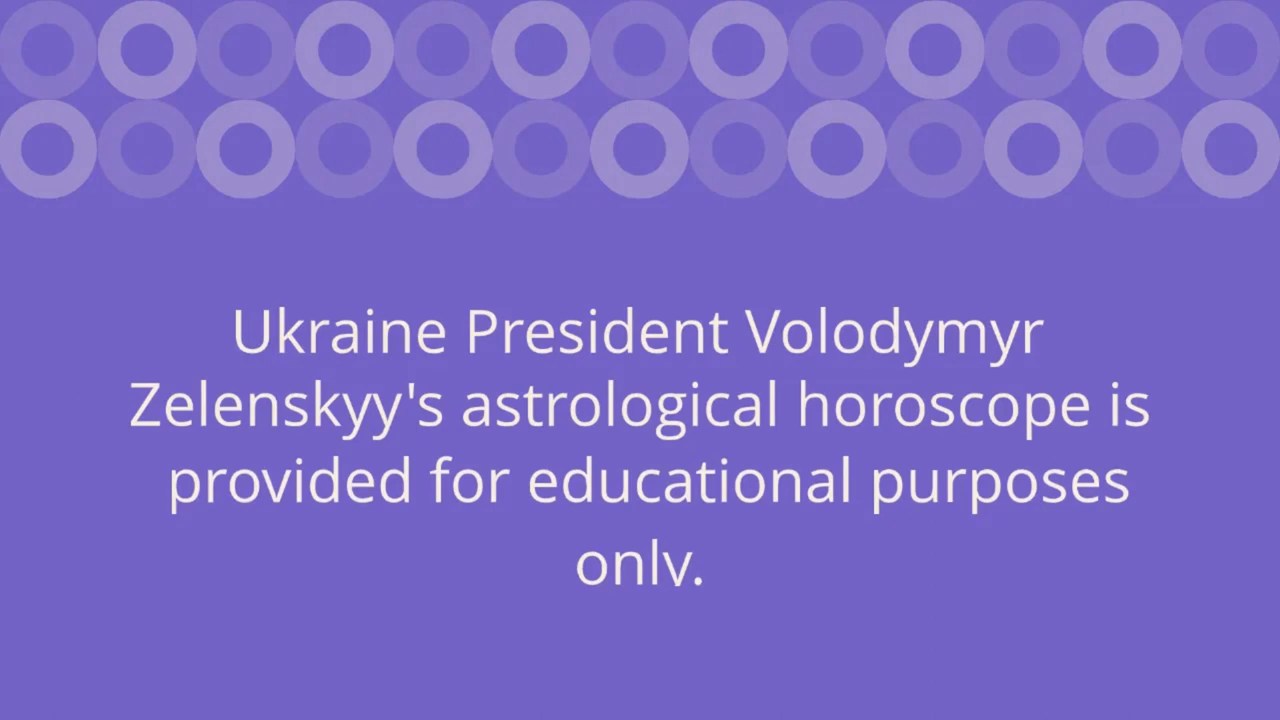 Ukraine President Volodymyr
Zelenskyy's astrological horoscope is
provided for educational purposes
only.